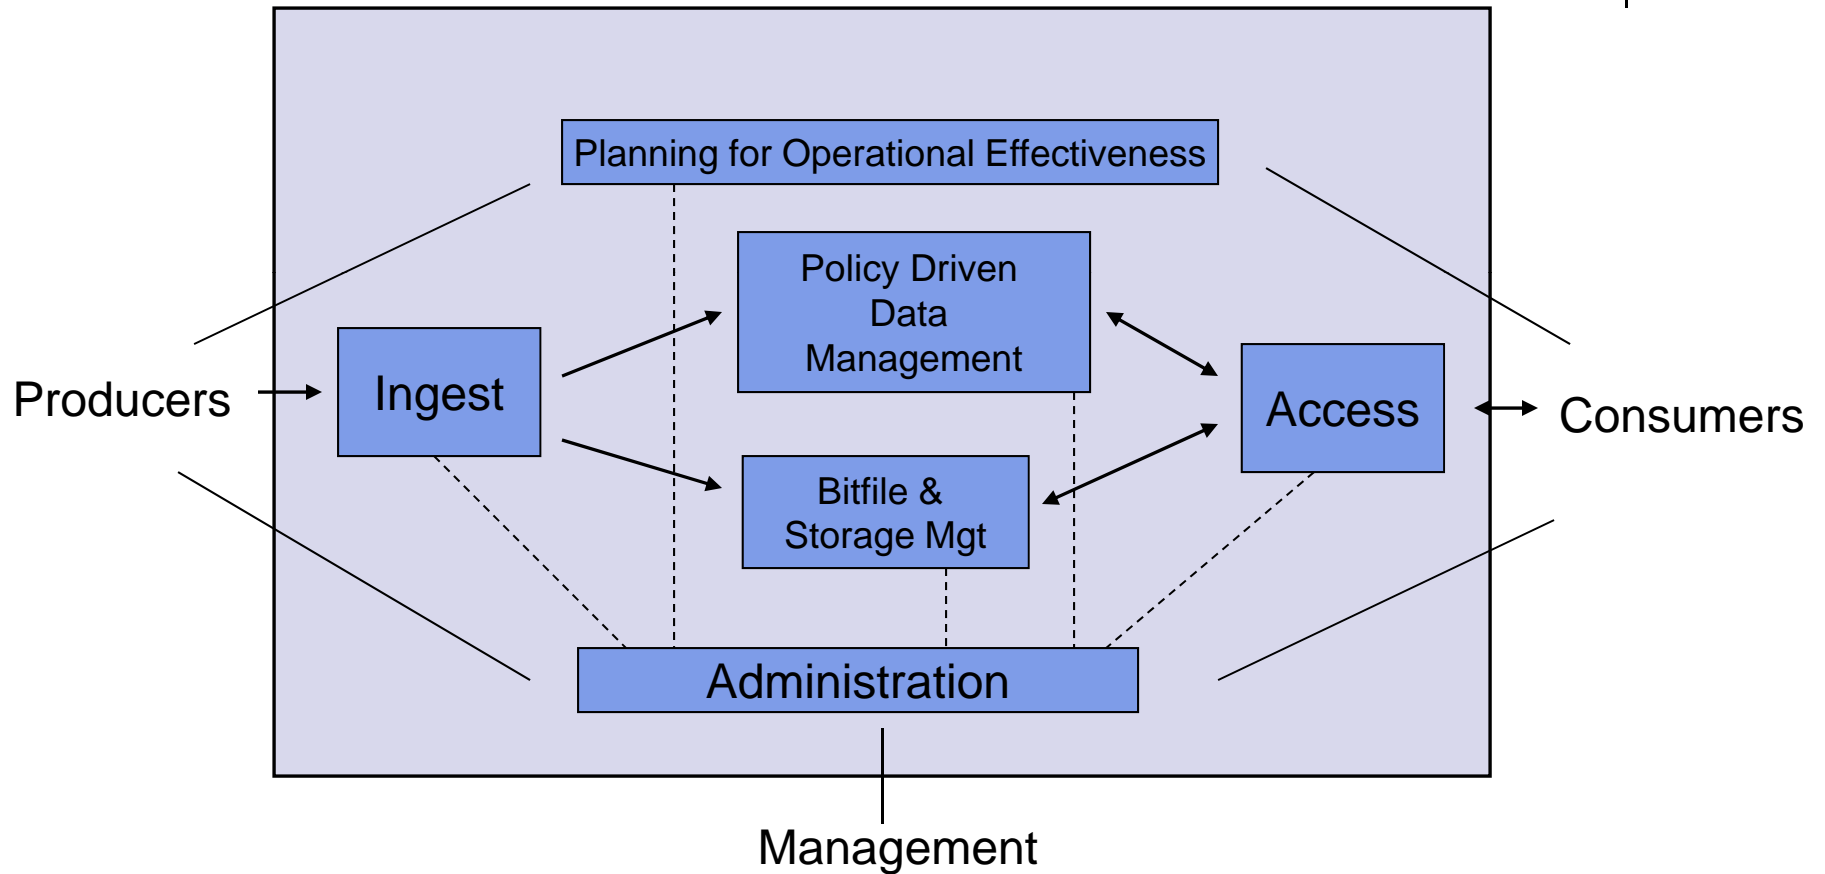 Planning for Operational Effectiveness
Policy Driven
Data
Management
Ingest
Producers
Access
Consumers
Bitfile &
Storage Mgt
Administration
Management